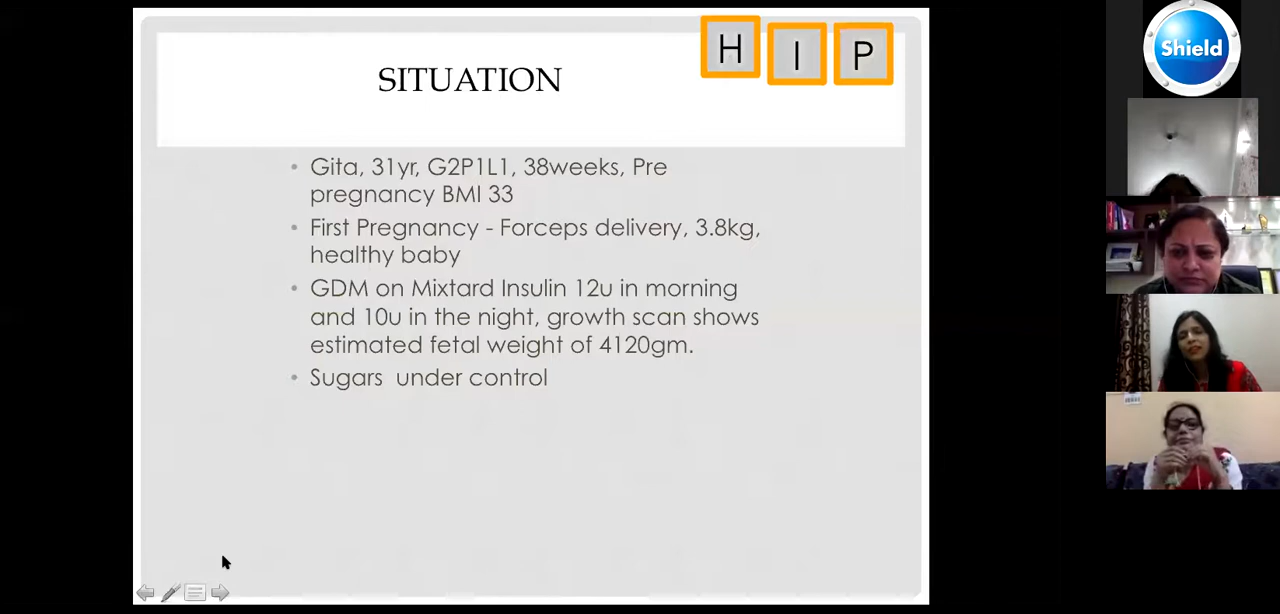 H I P
SITUATION
Gita, 31yr, G2P1L1, 38weeks, Pre
pregnancy BMI 33
First Pregnancy - Forceps delivery, 3.8kg,
healthy baby
GDM on Mixtard Insulin 12u in morning
and 10u in the night, growth scan shows
estimated fetal weight of 4120gm.
Sugars under control
Shield